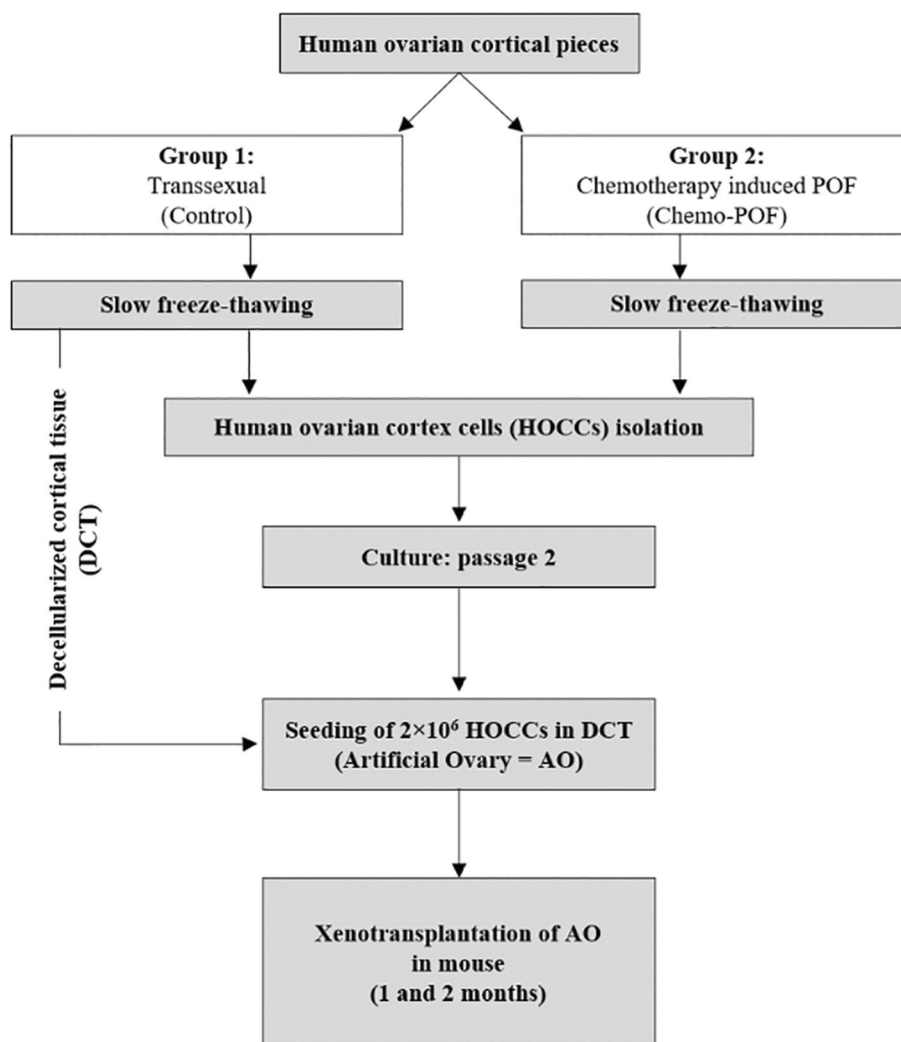 Human ovarian cortical pieces
Group 1:
Transsexual
(Control)
Group 2:
Chemotherapy induced POF
(Chemo-POF)
Slow freeze-thawing
Slow freeze-thawing
Decellularized cortical tissue
(DCT)
Human ovarian cortex cells (HOCCs) isolation
Culture: passage 2
Seeding of 2×10⁶ HOCCs in DCT
(Artificial Ovary = AO)
Xenotransplantation of AO
in mouse
(1 and 2 months)